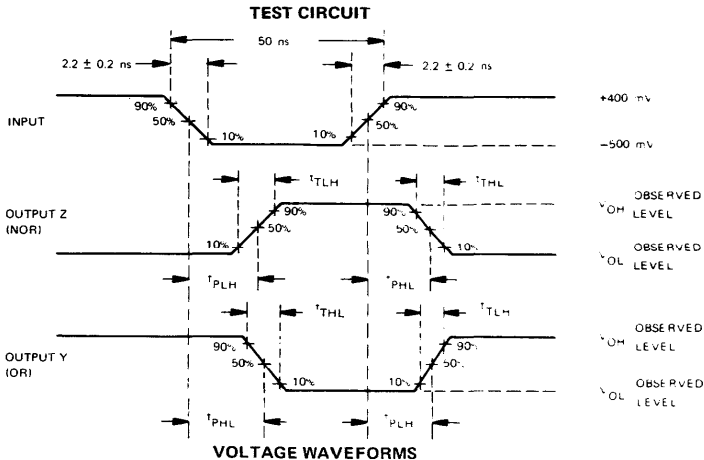 TEST CIRCUIT
50 ns
2.2 ± 0.2 ns
2.2 ± 0.2 ns
INPUT
90%
50%
10%
10%
50%
90%
+400 mV
−500 mV
OUTPUT Z
(NOR)
tTLH
10%
50%
90%
tPLH
tTHL
90%
50%
10%
tPHL
VOH OBSERVED
LEVEL
VOL OBSERVED
LEVEL
OUTPUT Y
(OR)
tTHL
90%
50%
10%
tPHL
tTLH
10%
50%
90%
tPLH
VOH OBSERVED
LEVEL
VOL OBSERVED
LEVEL
VOLTAGE WAVEFORMS